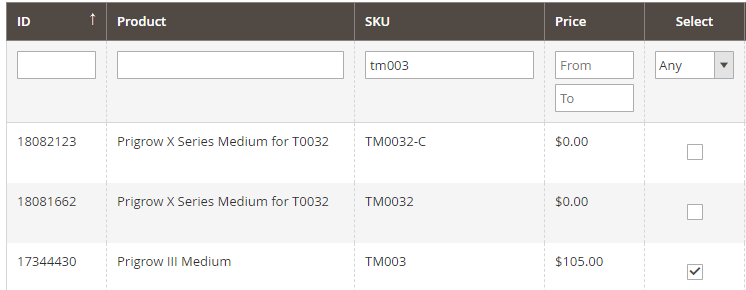 ID ↑ Product SKU Price Select
tm003 From Any
To
18082123 Prigrow X Series Medium for T0032 TM0032-C $0.00
18081662 Prigrow X Series Medium for T0032 TM0032 $0.00
17344430 Prigrow III Medium TM003 $105.00